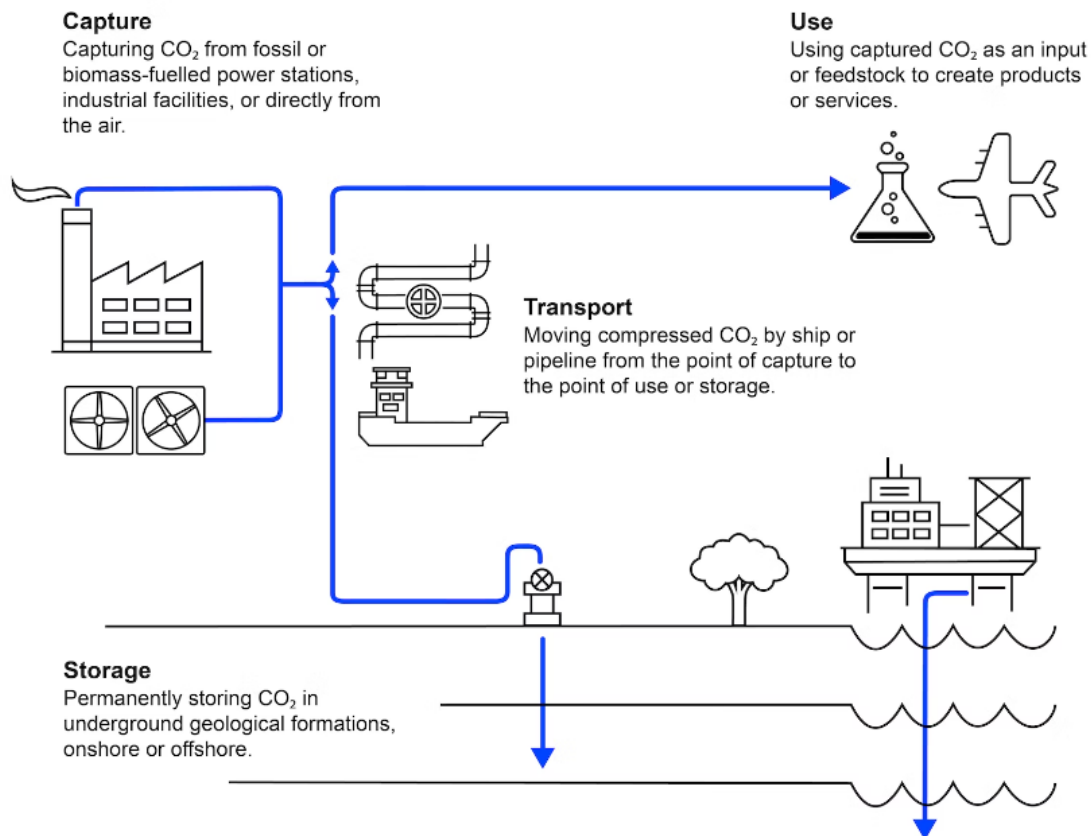 Capture
Capturing CO₂ from fossil or
biomass-fuelled power stations,
industrial facilities, or directly from
the air.
Use
Using captured CO₂ as an input
or feedstock to create products
or services.
Transport
Moving compressed CO₂ by ship or
pipeline from the point of capture to
the point of use or storage.
Storage
Permanently storing CO₂ in
underground geological formations,
onshore or offshore.